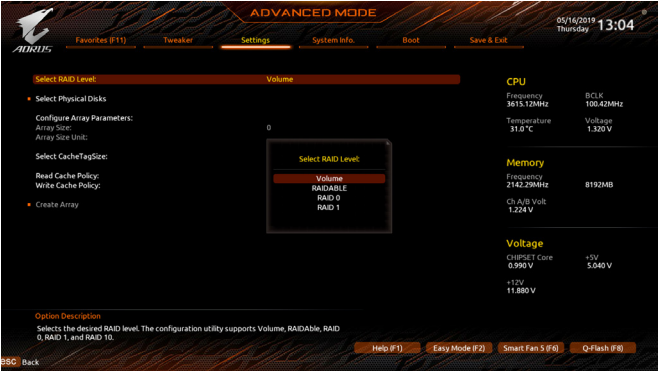 ADVANCED MODE
05/16/2019
Thursday
13:04
AORUS
Favorites (F11)
Tweaker
Settings
System Info.
Boot
Save & Exit
Select RAID Level:
Volume
Select Physical Disks
Configure Array Parameters:
Array Size:
0
Array Size Unit:
Select CacheTagSize:
Read Cache Policy:
Write Cache Policy:
Create Array
Select RAID Level:
Volume
RAIDABLE
RAID 0
RAID 1
CPU
Frequency BCLK
3615.12MHz 100.42MHz
Temperature Voltage
31.0 °C 1.320 V
Memory
Frequency
2142.29MHz 8192MB
Ch A/B Volt
1.224 V
Voltage
CHIPSET Core +5V
0.990 V 5.040 V
+12V
11.880 V
Option Description
Selects the desired RAID level. The configuration utility supports Volume, RAIDAble, RAID
0, RAID 1, and RAID 10.
Help (F1)
Easy Mode (F2)
Smart Fan 5 (F6)
Q-Flash (F8)
ESC Back